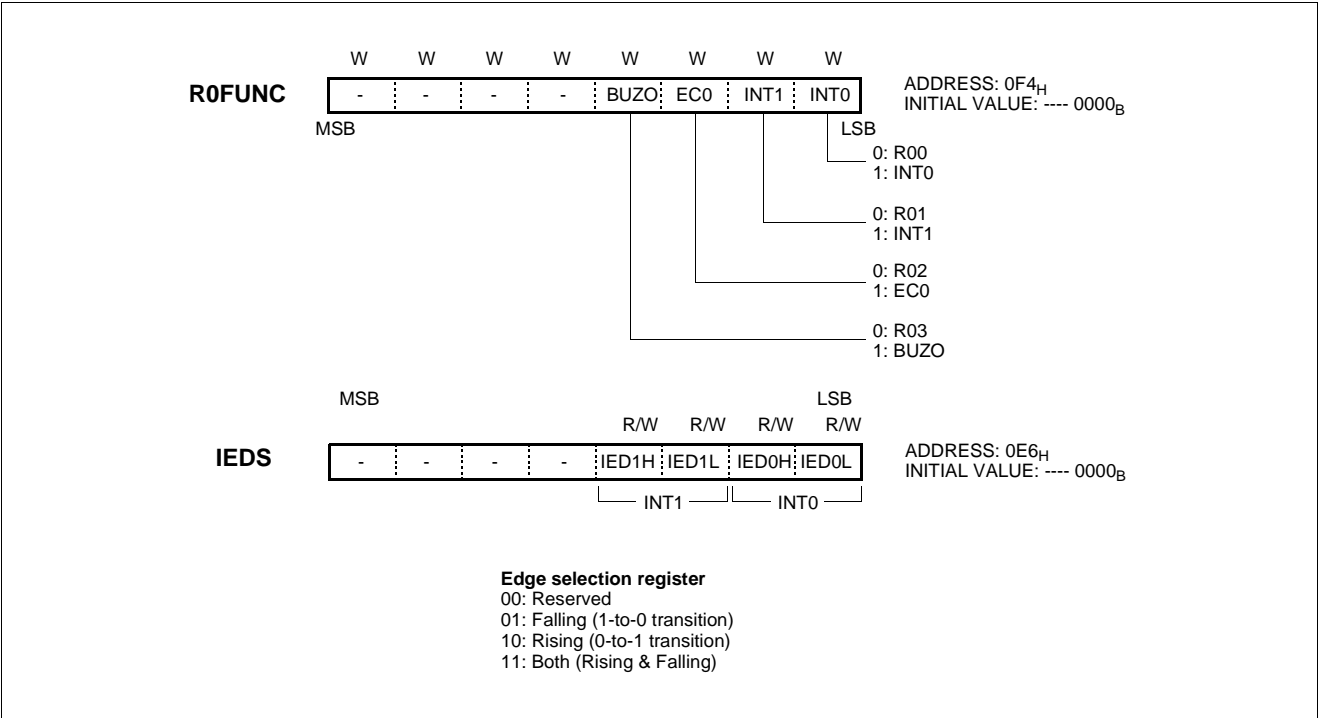 W W W W W W W W
R0FUNC - - - - BUZO EC0 INT1 INT0 ADDRESS: 0F4H
INITIAL VALUE: ---- 0000B
MSB LSB
0: R00
1: INT0
0: R01
1: INT1
0: R02
1: EC0
0: R03
1: BUZO
MSB LSB
R/W R/W R/W R/W
IEDS - - - - IED1H IED1L IED0H IED0L ADDRESS: 0E6H
INITIAL VALUE: ---- 0000B
INT1 INT0
Edge selection register
00: Reserved
01: Falling (1-to-0 transition)
10: Rising (0-to-1 transition)
11: Both (Rising & Falling)